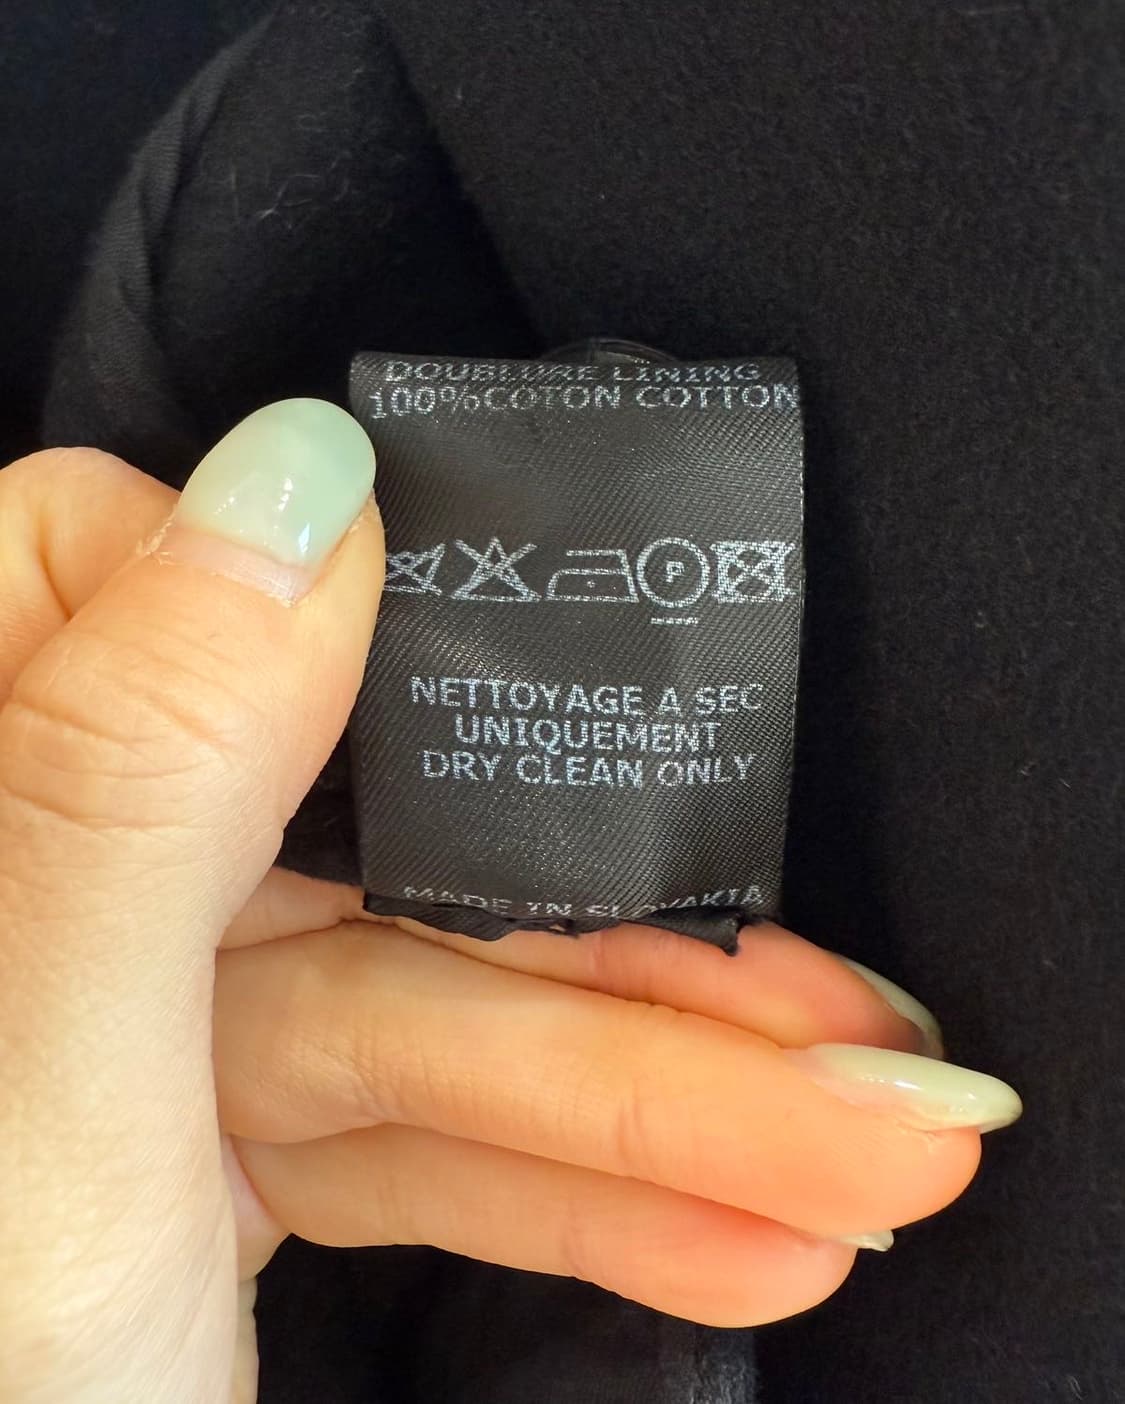 DOUBLURE LINING
100%COTON COTTON
P
NETTOYAGE A SEC
UNIQUEMENT
DRY CLEAN ONLY
MADE IN SLOVAKIA